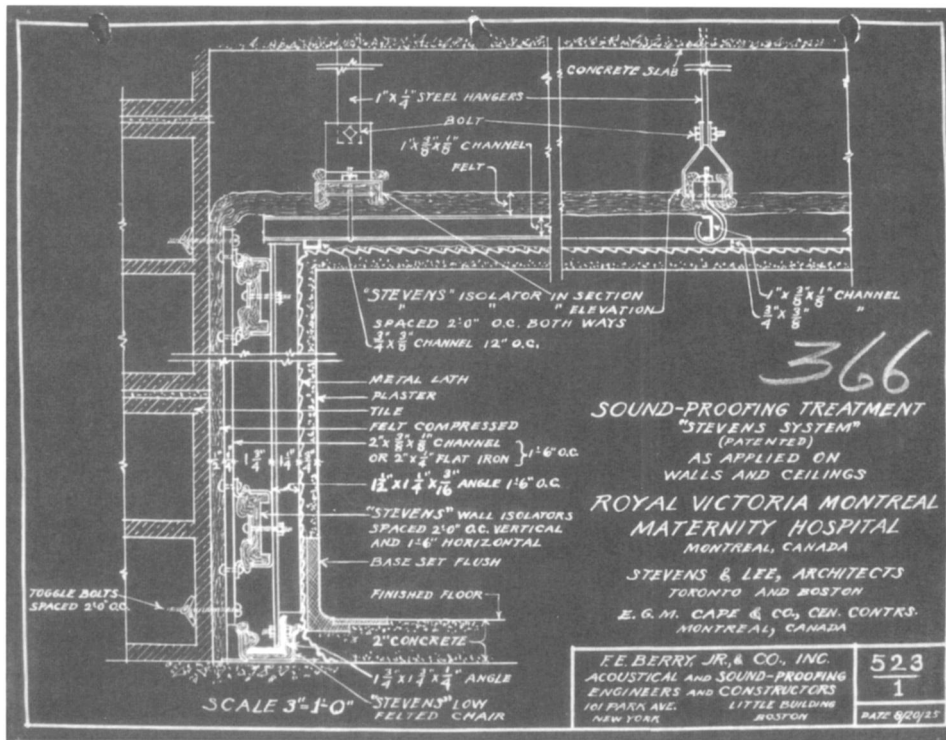 CONCRETE SLAB
1" x 1/4" STEEL HANGERS
BOLT
1" x 3/8" x 1/8" CHANNEL
FELT
"STEVENS" ISOLATOR IN SECTION
" " " ELEVATION
SPACED 2'-0" O.C. BOTH WAYS
3/4" x 3/8" CHANNEL 12" O.C.
1" x 3/8" x 1/8" CHANNEL
3/4" x 3/8" "
366
METAL LATH
PLASTER
TILE
FELT COMPRESSED
2" x 3/8" x 1/8" CHANNEL
OR 2" x 1/4" FLAT IRON } 1'-6" O.C.
1 1/2" x 1 1/4" x 3/16" ANGLE 1'-6" O.C.
"STEVENS" WALL ISOLATORS
SPACED 2'-0" O.C. VERTICAL
AND 1'-6" HORIZONTAL
BASE SET FLUSH
FINISHED FLOOR
1 3/4"
1 1/4"
TOGGLE BOLTS
SPACED 2'-0" O.C.
2" CONCRETE
1 3/4" x 1 3/4" x 1/4" ANGLE
"STEVENS" LOW
FELTED CHAIR
SCALE 3"=1'-0"
SOUND-PROOFING TREATMENT
"STEVENS SYSTEM"
(PATENTED)
AS APPLIED ON
WALLS AND CEILINGS
ROYAL VICTORIA MONTREAL
MATERNITY HOSPITAL
MONTREAL, CANADA
STEVENS & LEE, ARCHITECTS
TORONTO AND BOSTON
E. G. M. CAPE & CO., GEN. CONTRS.
MONTREAL, CANADA
F.E. BERRY, JR., & CO., INC.
ACOUSTICAL AND SOUND-PROOFING
ENGINEERS AND CONSTRUCTORS
101 PARK AVE. LITTLE BUILDING
NEW YORK BOSTON
523
1
DATE 8/20/25